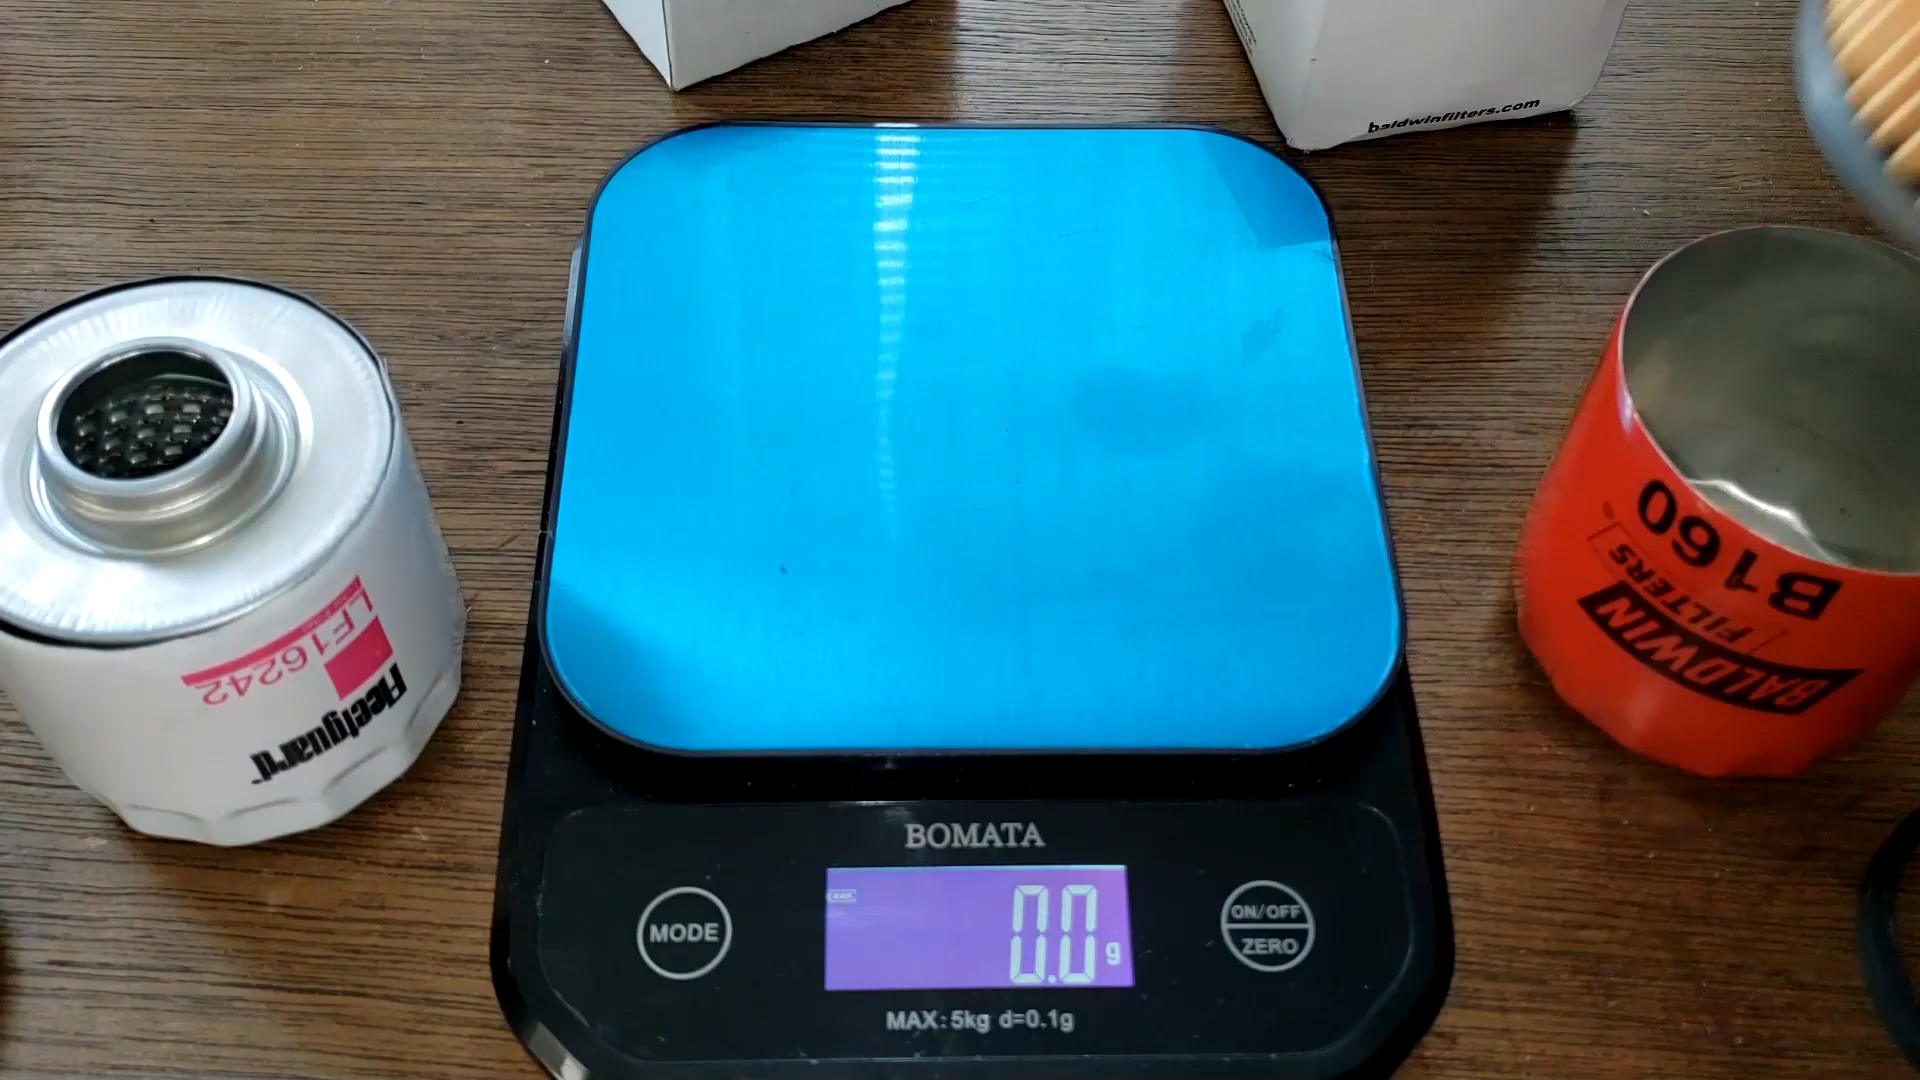 baldwinfilters.com
LF16242
Fleetguard
B160
BALDWIN
FILTERS
BOMATA
MODE
0.0 g
ON/OFF
ZERO
MAX:5kg d=0.1g